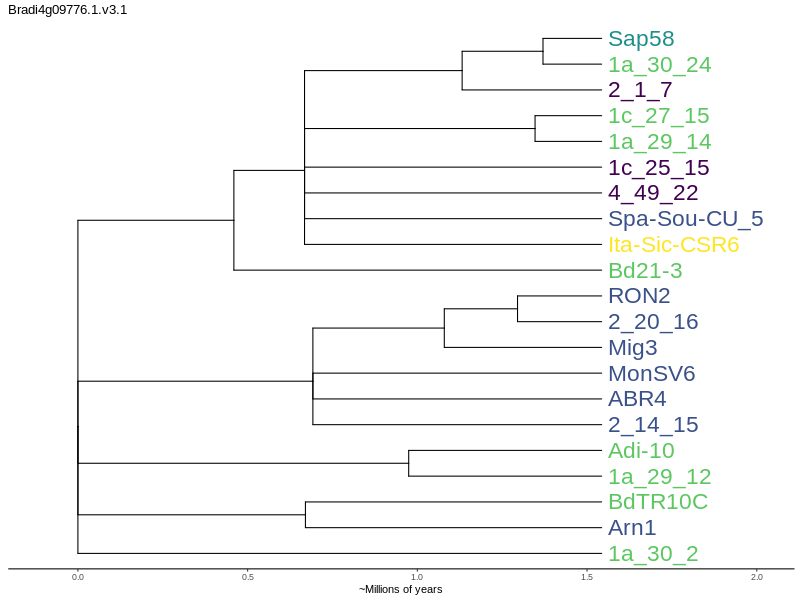 Bradi4g09776.1.v3.1
Sap58
1a_30_24
2_1_7
1c_27_15
1a_29_14
1c_25_15
4_49_22
Spa-Sou-CU_5
Ita-Sic-CSR6
Bd21-3
RON2
2_20_16
Mig3
MonSV6
ABR4
2_14_15
Adi-10
1a_29_12
BdTR10C
Arn1
1a_30_2
0.0 0.5 1.0 1.5 2.0
~Millions of years